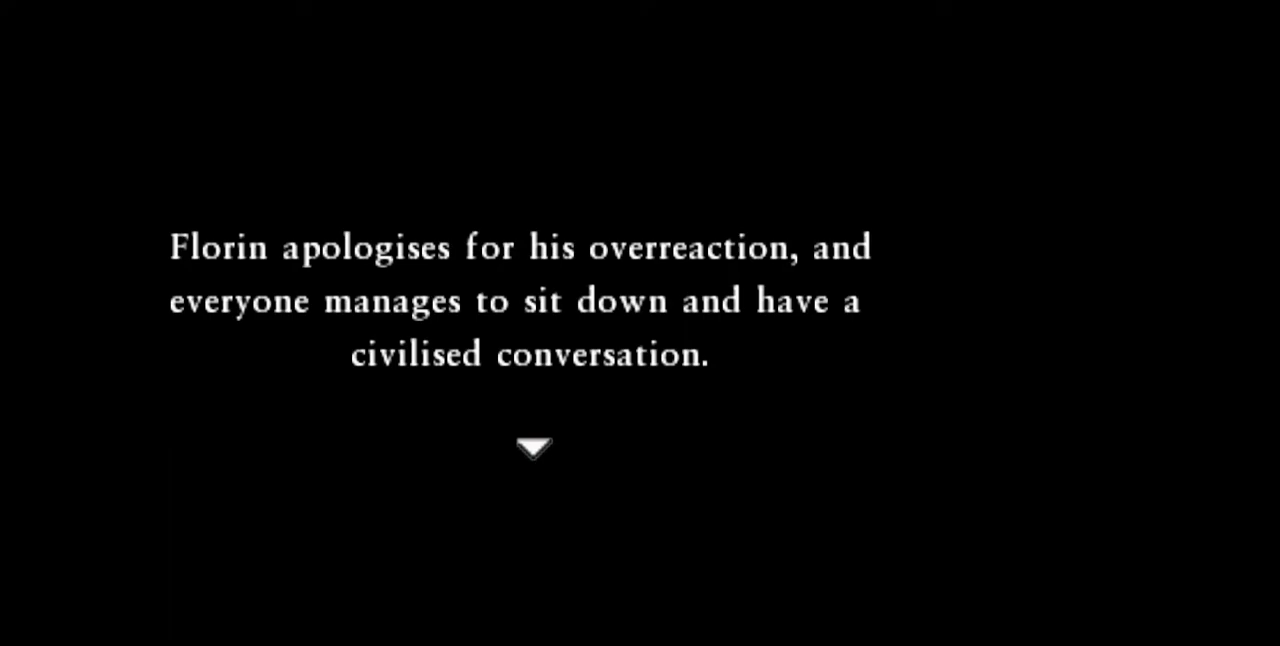 Florin apologises for his overreaction, and
everyone manages to sit down and have a
civilised conversation.